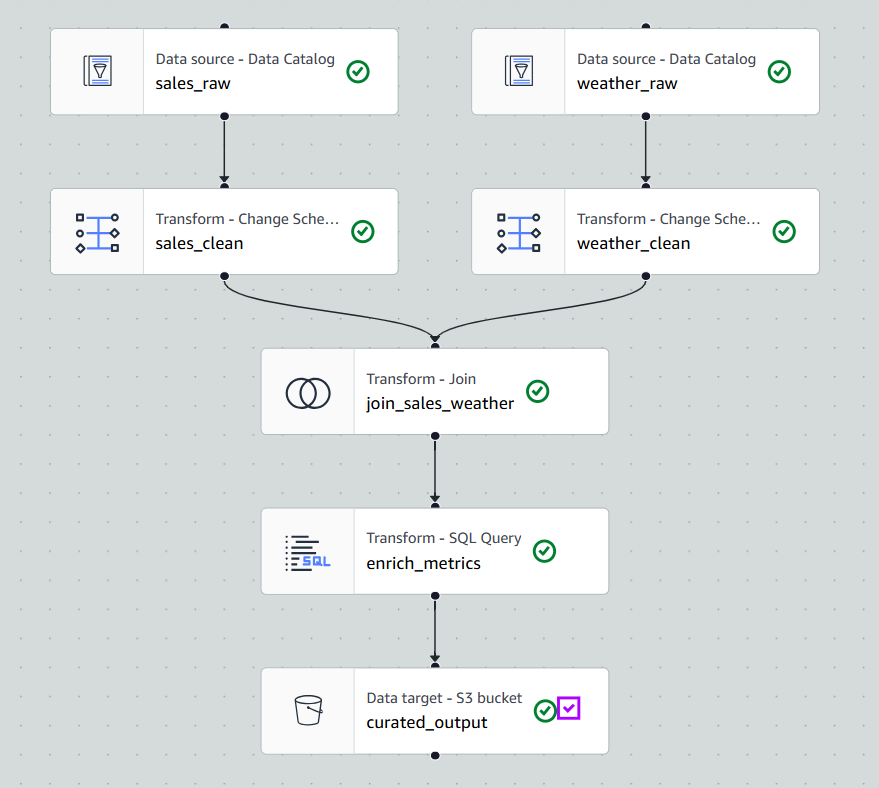 Data source - Data Catalog
sales_raw
Data source - Data Catalog
weather_raw
Transform - Change Sche...
sales_clean
Transform - Change Sche...
weather_clean
Transform - Join
join_sales_weather
Transform - SQL Query
SQL
enrich_metrics
Data target - S3 bucket
curated_output